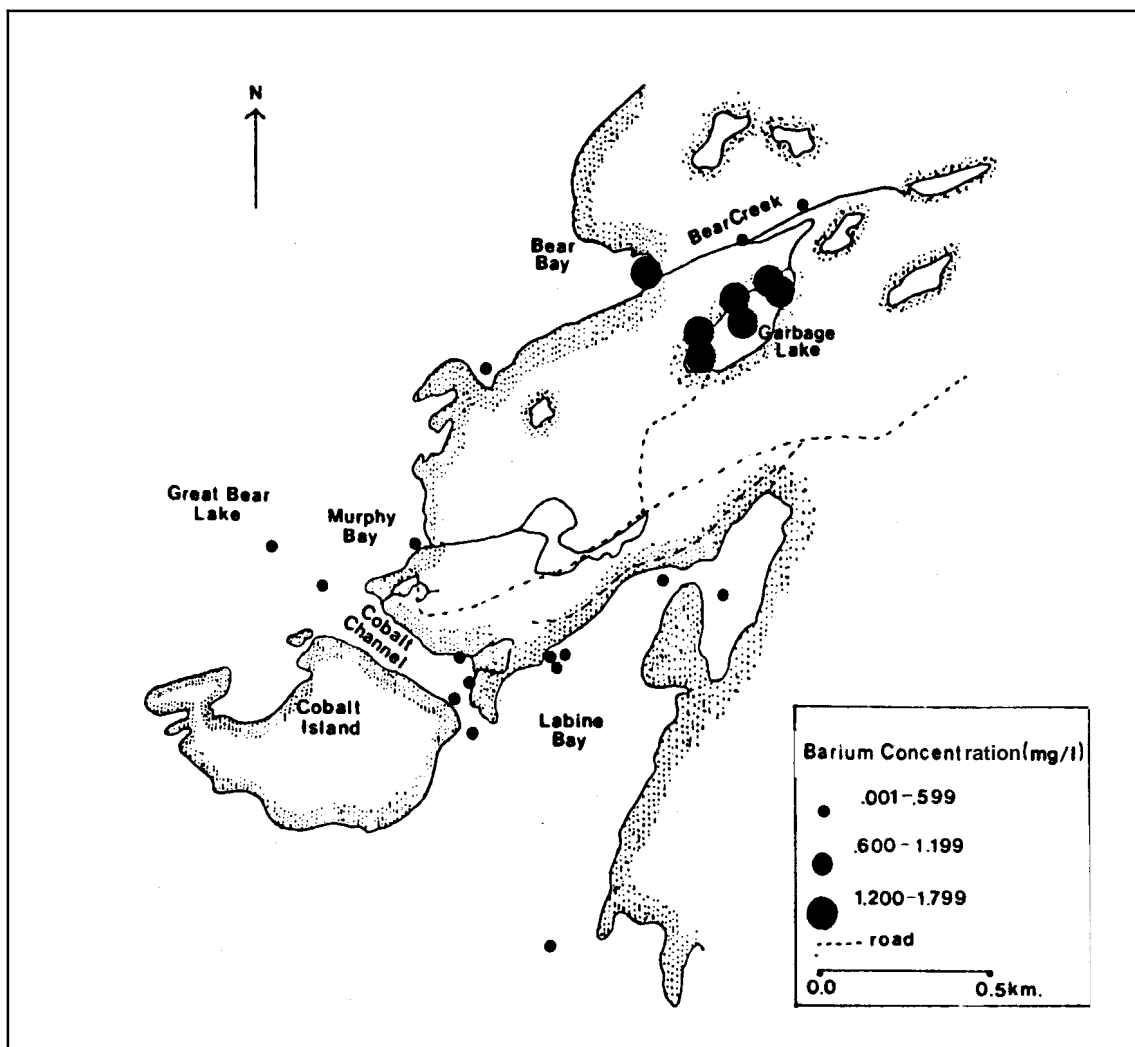 N
Bear Creek
Bear
Bay
Garbage
Lake
Great Bear
Lake
Murphy
Bay
Cobalt
Channel
Cobalt
Island
Labine
Bay
Barium Concentration(mg/l)
.001-.599
.600-1.199
1.200-1.799
road
0.0 0.5km.